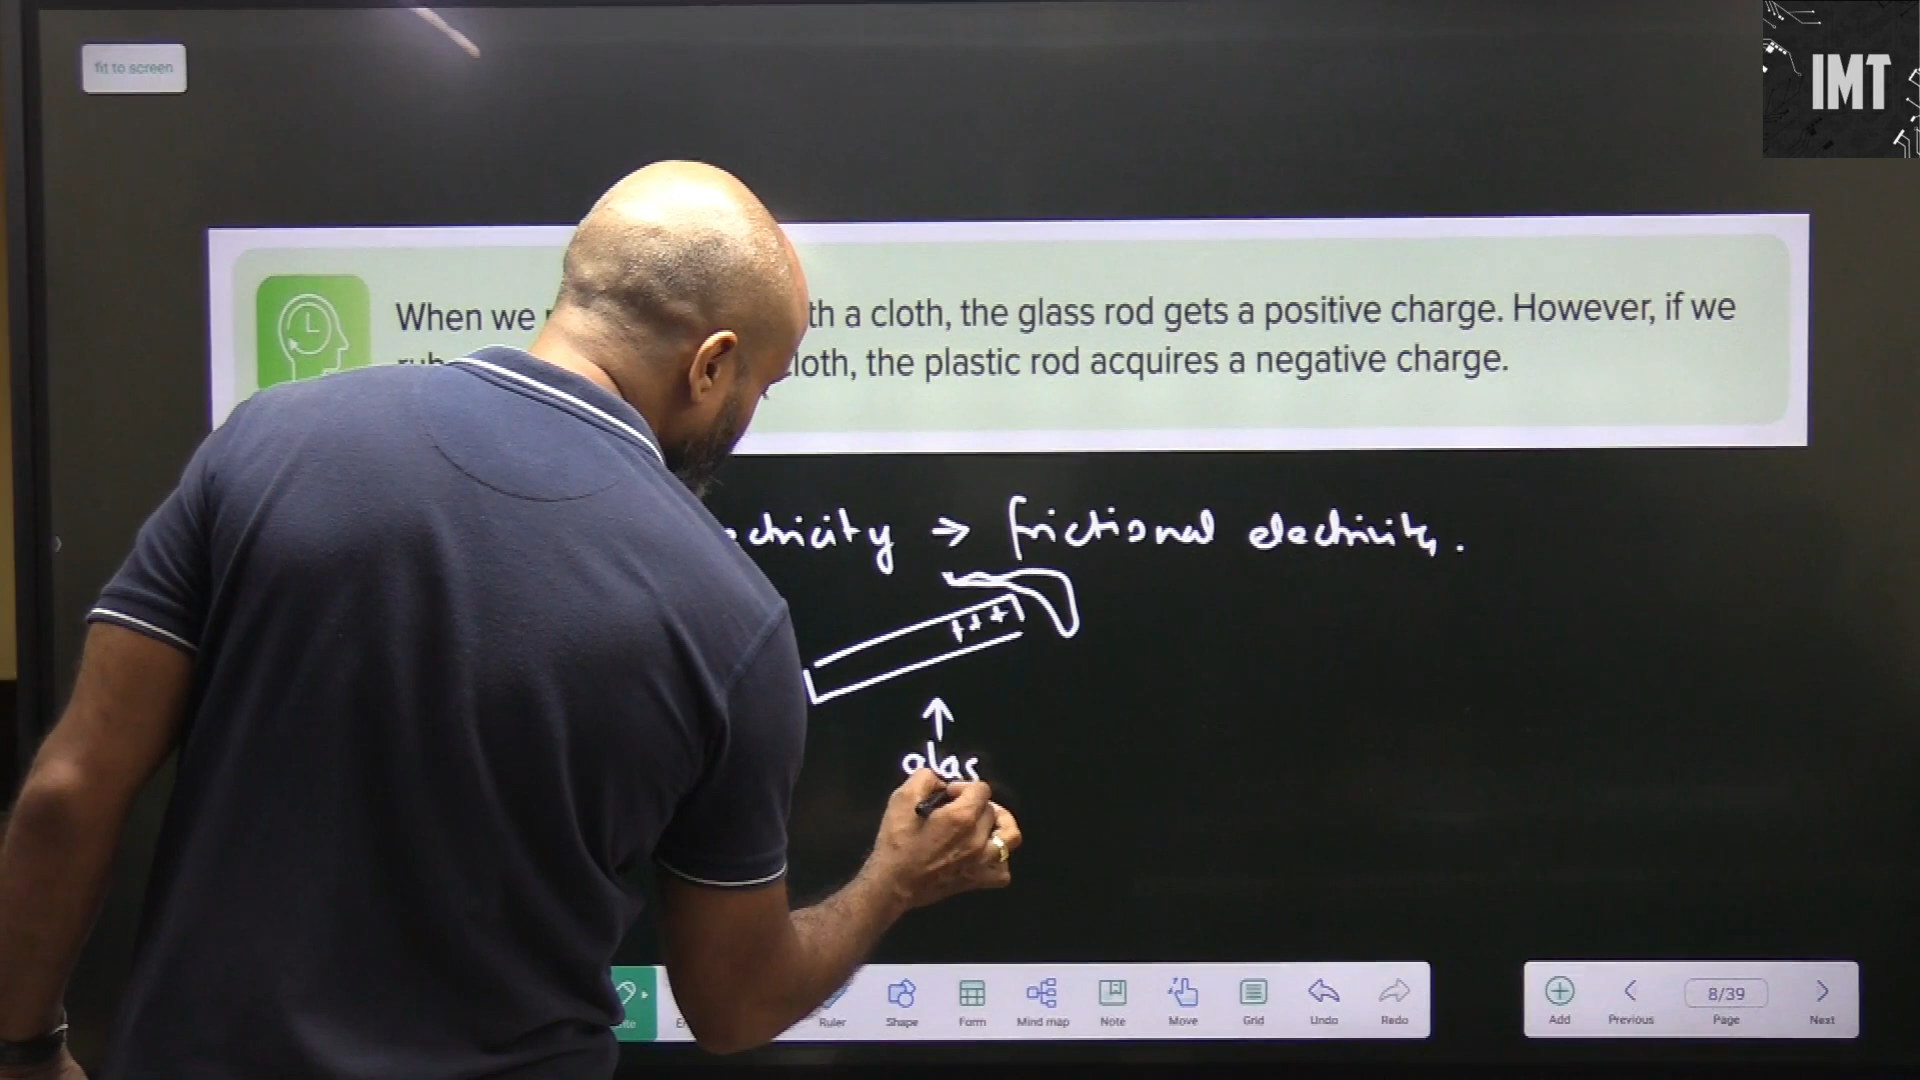 fit to screen
IMT
When we th a cloth, the glass rod gets a positive charge. However, if we
rub cloth, the plastic rod acquires a negative charge.
ctricity → frictional electricity.
+ + +
glas
Ruler Shape Form Mind map Note Move Grid Undo Redo
Add Previous 8/39 Page Next